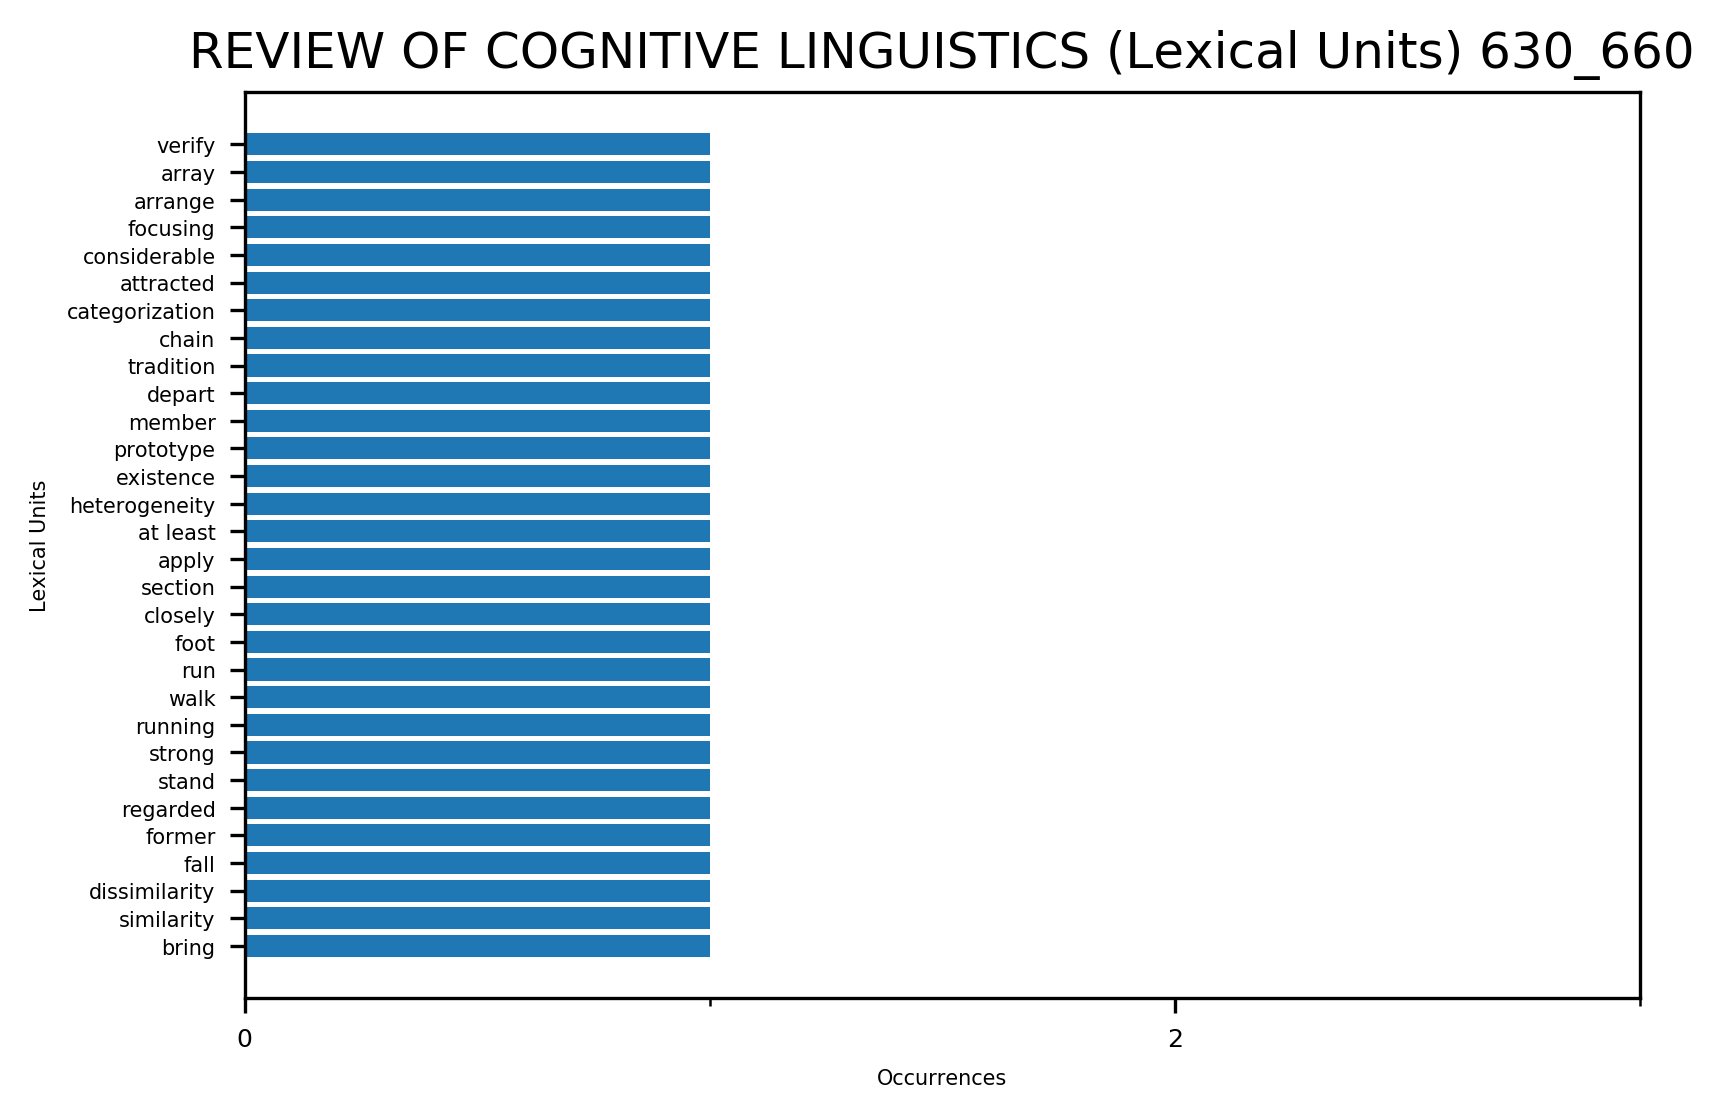 REVIEW OF COGNITIVE LINGUISTICS (Lexical Units) 630_660
verify
array
arrange
focusing
considerable
attracted
categorization
chain
tradition
depart
member
prototype
existence
heterogeneity
at least
apply
section
closely
foot
run
walk
running
strong
stand
regarded
former
fall
dissimilarity
similarity
bring
Lexical Units
0
2
Occurrences